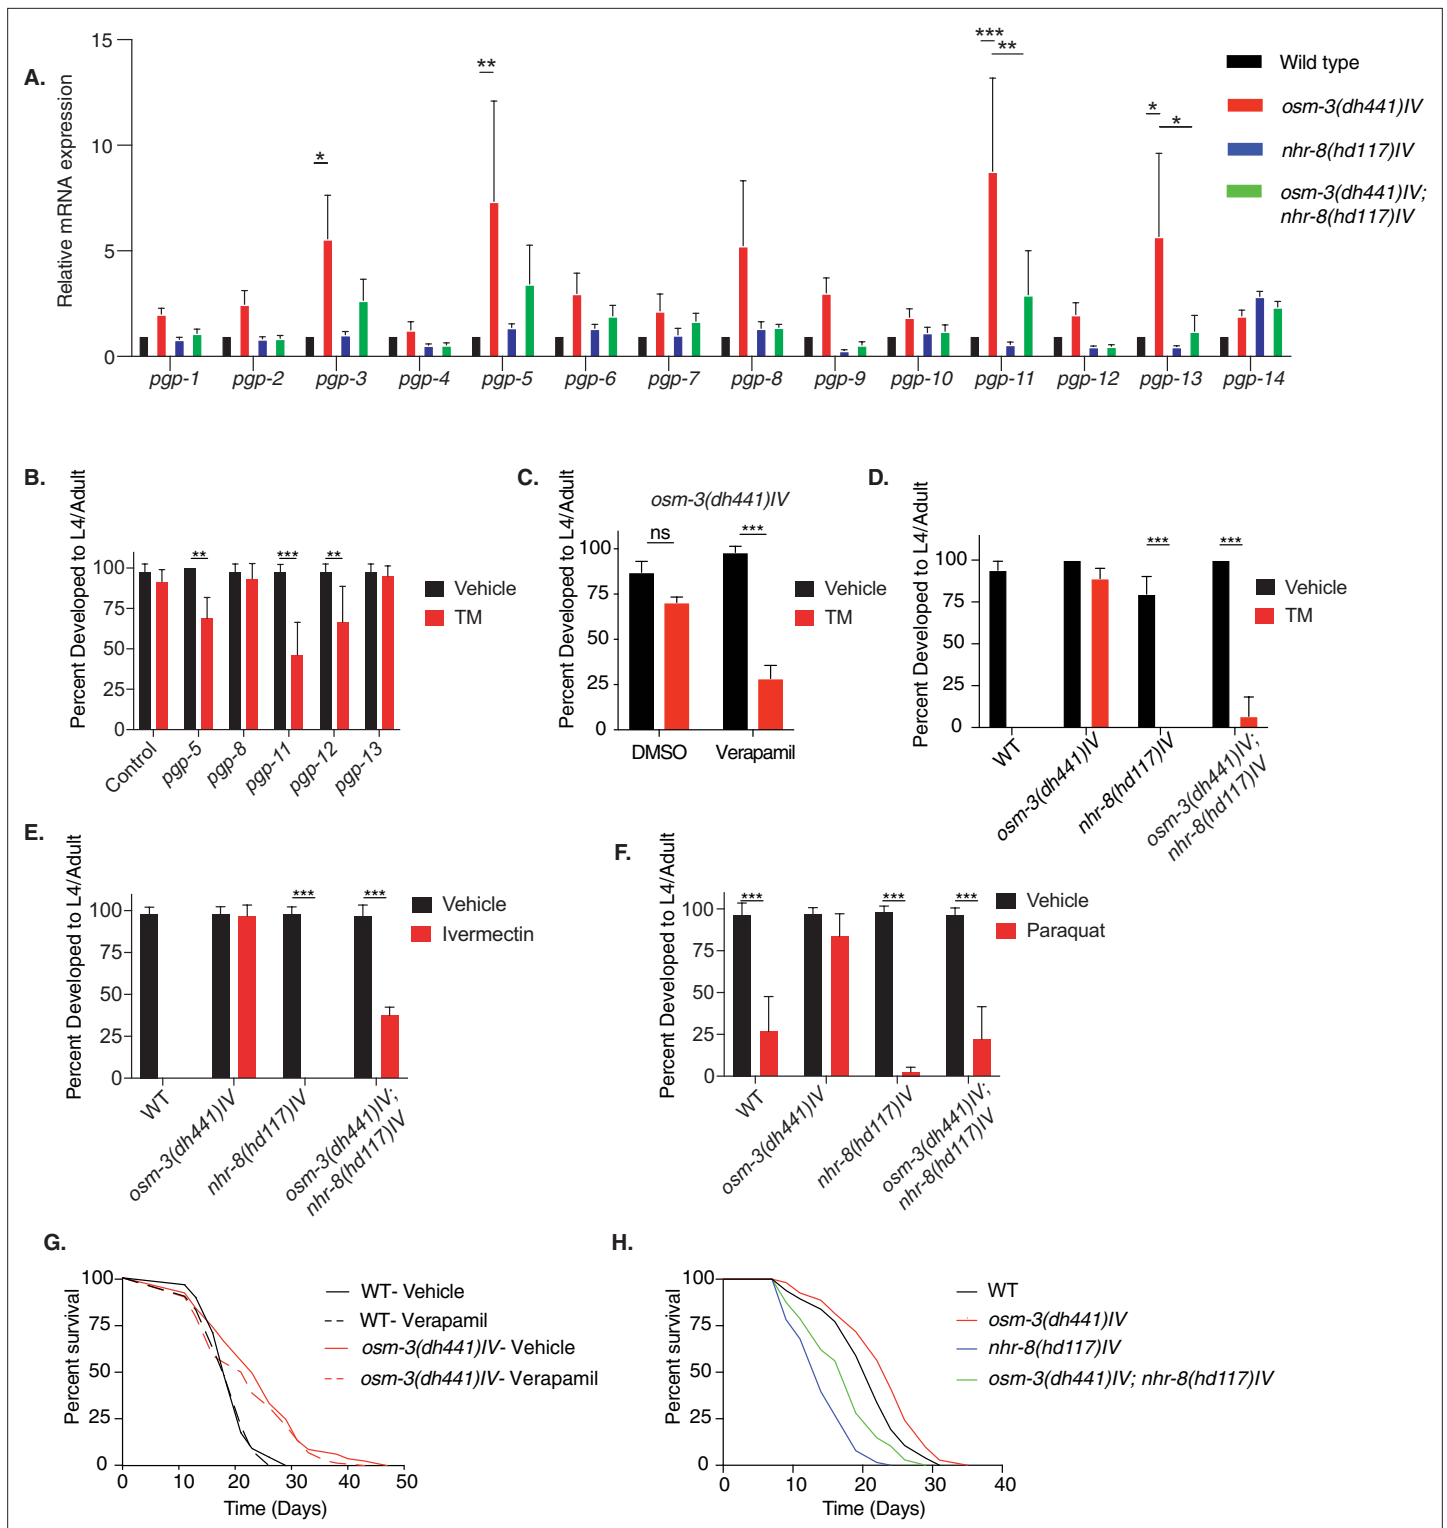 A.
Relative mRNA expression
15
10
5
0
*
**
***
**
*
*
pgp-1 pgp-2 pgp-3 pgp-4 pgp-5 pgp-6 pgp-7 pgp-8 pgp-9 pgp-10 pgp-11 pgp-12 pgp-13 pgp-14
Wild type
osm-3(dh441)IV
nhr-8(hd117)IV
osm-3(dh441)IV;
nhr-8(hd117)IV
B.
Percent Developed to L4/Adult
100
75
50
25
0
** *** **
Control pgp-5 pgp-8 pgp-11 pgp-12 pgp-13
Vehicle
TM
C.
osm-3(dh441)IV
Percent Developed to L4/Adult
100
75
50
25
0
ns ***
DMSO Verapamil
Vehicle
TM
D.
Percent Developed to L4/Adult
100
75
50
25
0
*** ***
WT
osm-3(dh441)IV
nhr-8(hd117)IV
osm-3(dh441)IV;
nhr-8(hd117)IV
Vehicle
TM
E.
Percent Developed to L4/Adult
100
75
50
25
0
*** ***
WT
osm-3(dh441)IV
nhr-8(hd117)IV
osm-3(dh441)IV;
nhr-8(hd117)IV
Vehicle
Ivermectin
F.
Percent Developed to L4/Adult
100
75
50
25
0
*** *** ***
WT
osm-3(dh441)IV
nhr-8(hd117)IV
osm-3(dh441)IV;
nhr-8(hd117)IV
Vehicle
Paraquat
G.
Percent survival
100
75
50
25
0
0 10 20 30 40 50
Time (Days)
WT- Vehicle
WT- Verapamil
osm-3(dh441)IV- Vehicle
osm-3(dh441)IV- Verapamil
H.
Percent survival
100
75
50
25
0
0 10 20 30 40
Time (Days)
WT
osm-3(dh441)IV
nhr-8(hd117)IV
osm-3(dh441)IV; nhr-8(hd117)IV